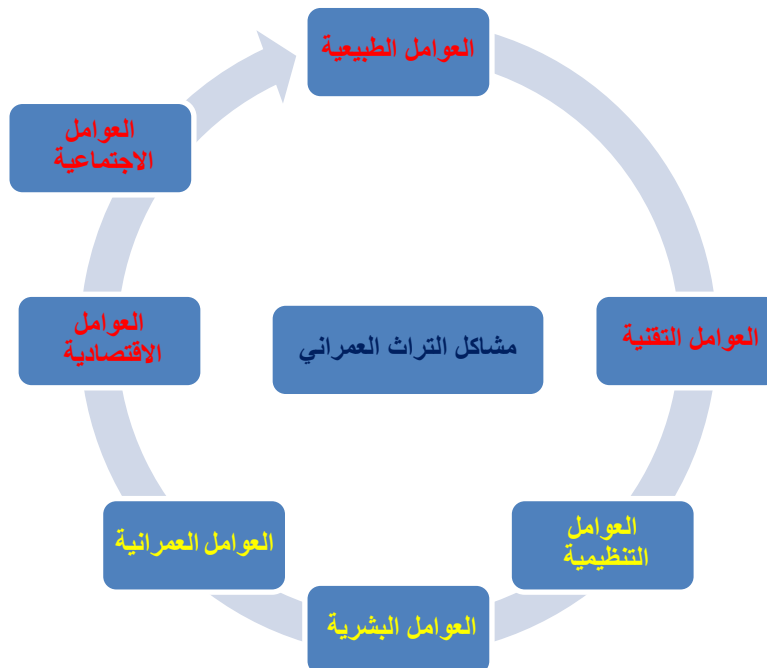 العوامل الطبيعية
العوامل
الاجتماعية
العوامل
الاقتصادية
مشاكل التراث العمراني
العوامل التقنية
العوامل العمرانية
العوامل
التنظيمية
العوامل البشرية